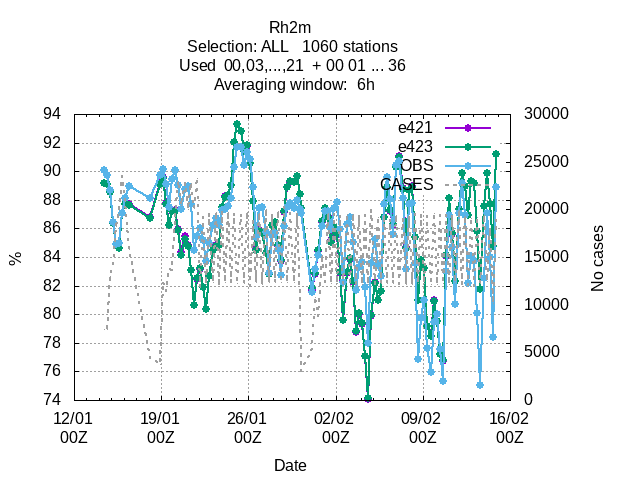 Rh2m
Selection: ALL   1060 stations
Used  00,03,...,21  + 00 01 ... 36
Averaging window:  6h
94
92
90
88
86
84
82
80
78
76
74
%
30000
25000
20000
15000
10000
5000
0
No cases
e421
e423
OBS
CASES
12/01 00Z
19/01 00Z
26/01 00Z
02/02 00Z
09/02 00Z
16/02 00Z
Date